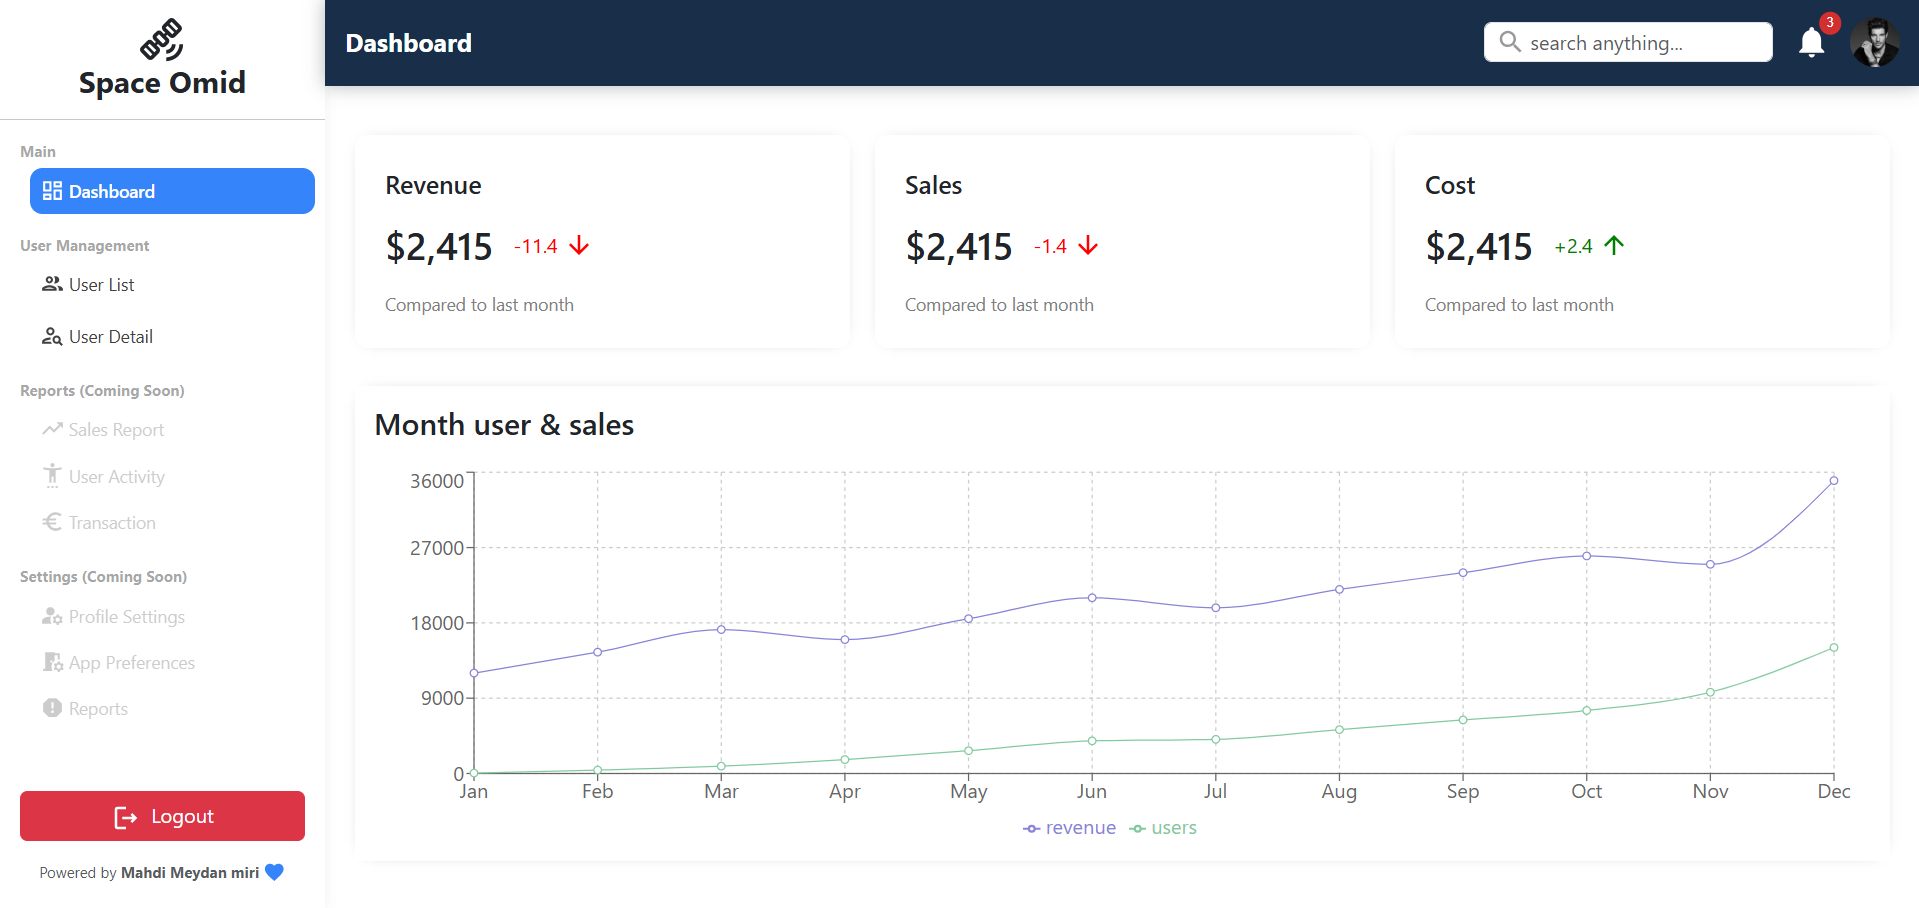 Space Omid
Main
Dashboard
User Management
User List
User Detail
Reports (Coming Soon)
Sales Report
User Activity
Transaction
Settings (Coming Soon)
Profile Settings
App Preferences
Reports
Logout
Powered by Mahdi Meydan miri
Dashboard
search anything...
3
Revenue
$2,415 -11.4
Compared to last month
Sales
$2,415 -1.4
Compared to last month
Cost
$2,415 +2.4
Compared to last month
Month user & sales
36000
27000
18000
9000
0
Jan Feb Mar Apr May Jun Jul Aug Sep Oct Nov Dec
revenue users